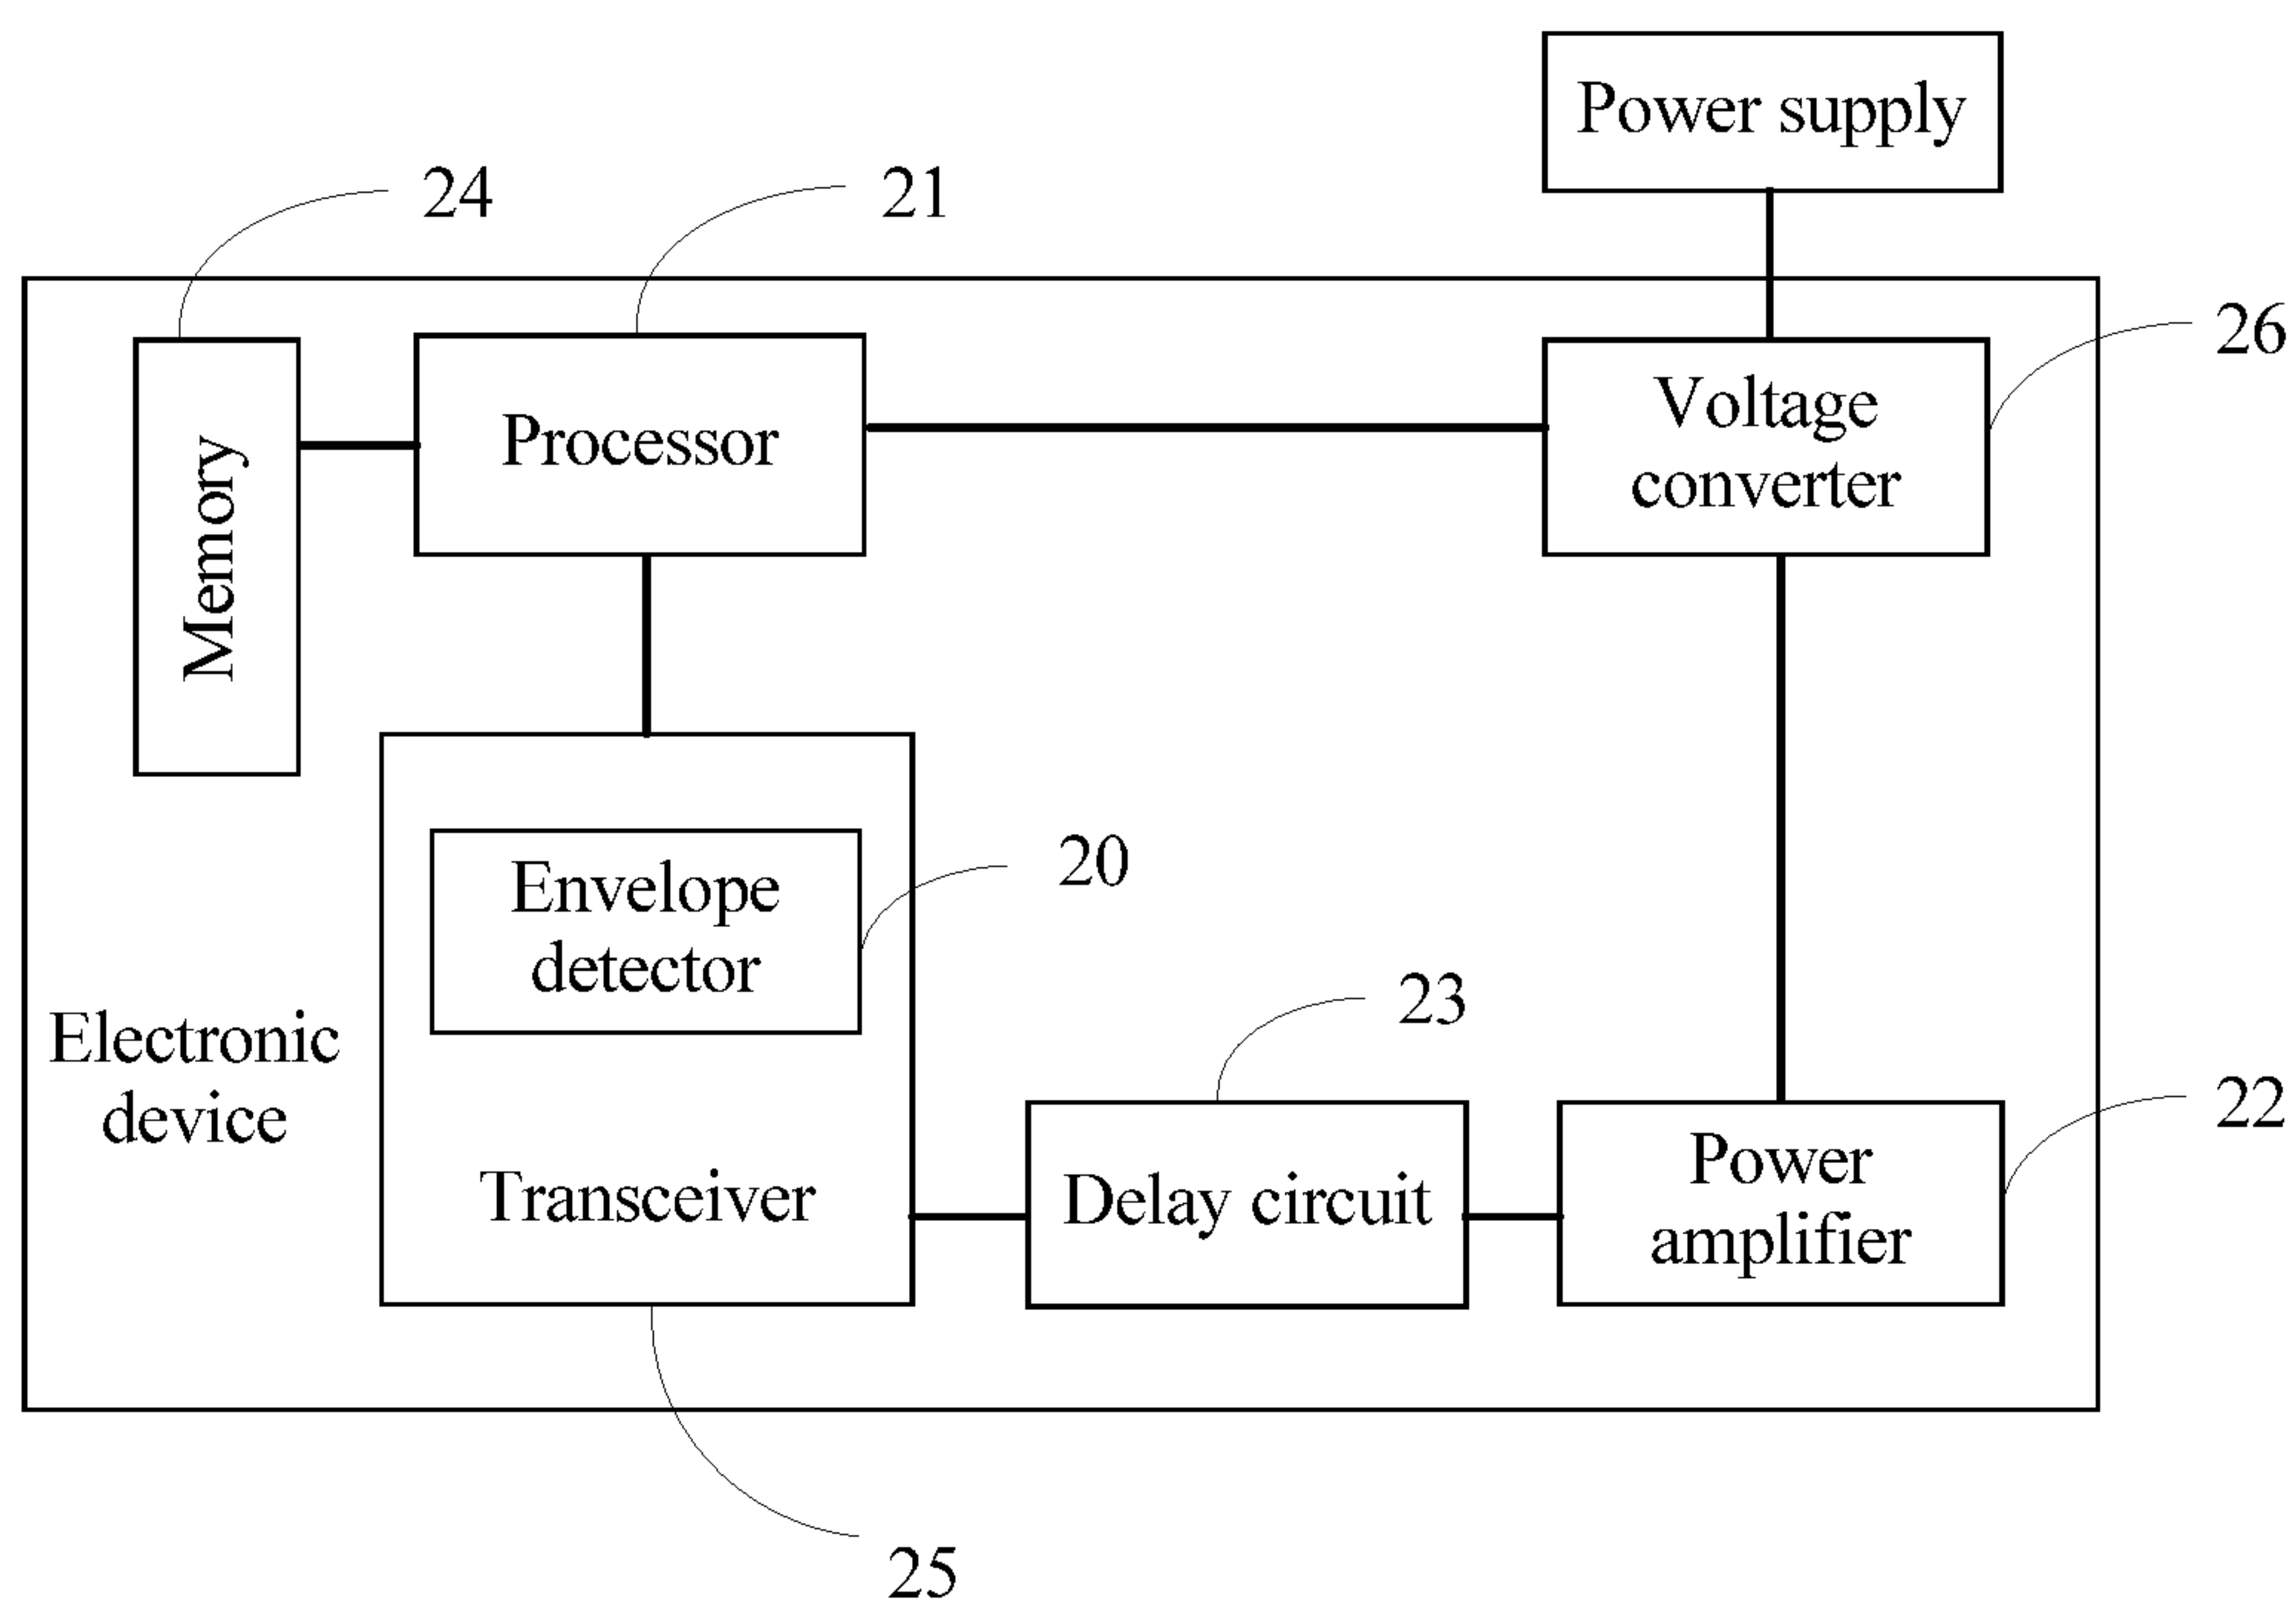 Power supply
24
21
26
Memory
Processor
Voltage
converter
Envelope
detector
20
23
Electronic
device
22
Transceiver
Delay circuit
Power
amplifier
25